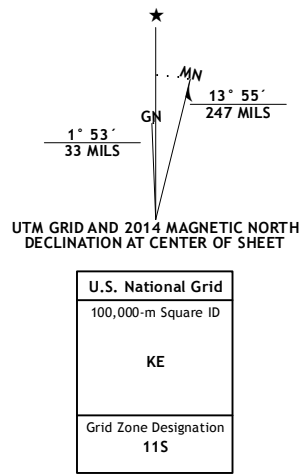 MN
GN
13° 55´
247 MILS
1° 53´
33 MILS
UTM GRID AND 2014 MAGNETIC NORTH
DECLINATION AT CENTER OF SHEET
U.S. National Grid
100,000-m Square ID
KE
Grid Zone Designation
11S